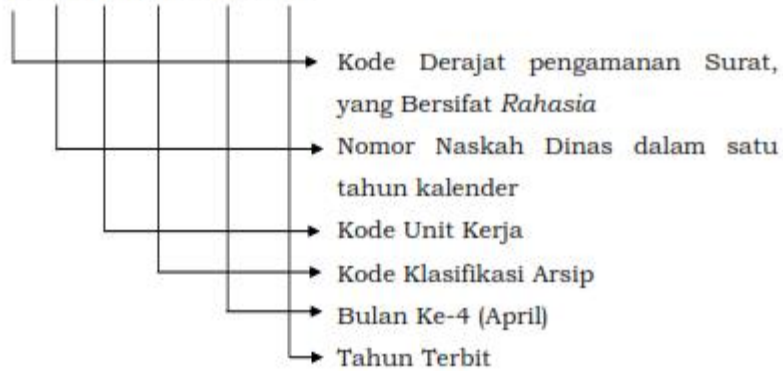 Kode Derajat pengamanan Surat,
yang Bersifat Rahasia
Nomor Naskah Dinas dalam satu
tahun kalender
Kode Unit Kerja
Kode Klasifikasi Arsip
Bulan Ke-4 (April)
Tahun Terbit